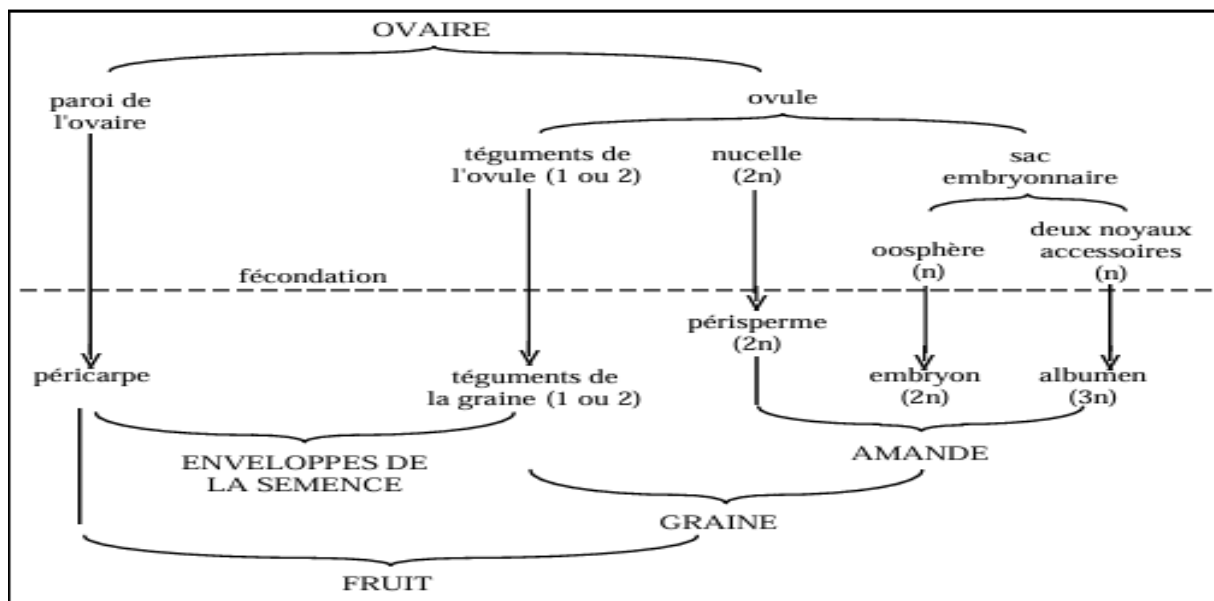 OVAIRE
paroi de
l'ovaire
ovule
téguments de
l'ovule (1 ou 2)
nucelle
(2n)
sac
embryonnaire
oosphère
(n)
deux noyaux
accessoires
(n)
fécondation
périsperme
(2n)
péricarpe
téguments de
la graine (1 ou 2)
embryon
(2n)
albumen
(3n)
ENVELOPPES DE
LA SEMENCE
AMANDE
GRAINE
FRUIT